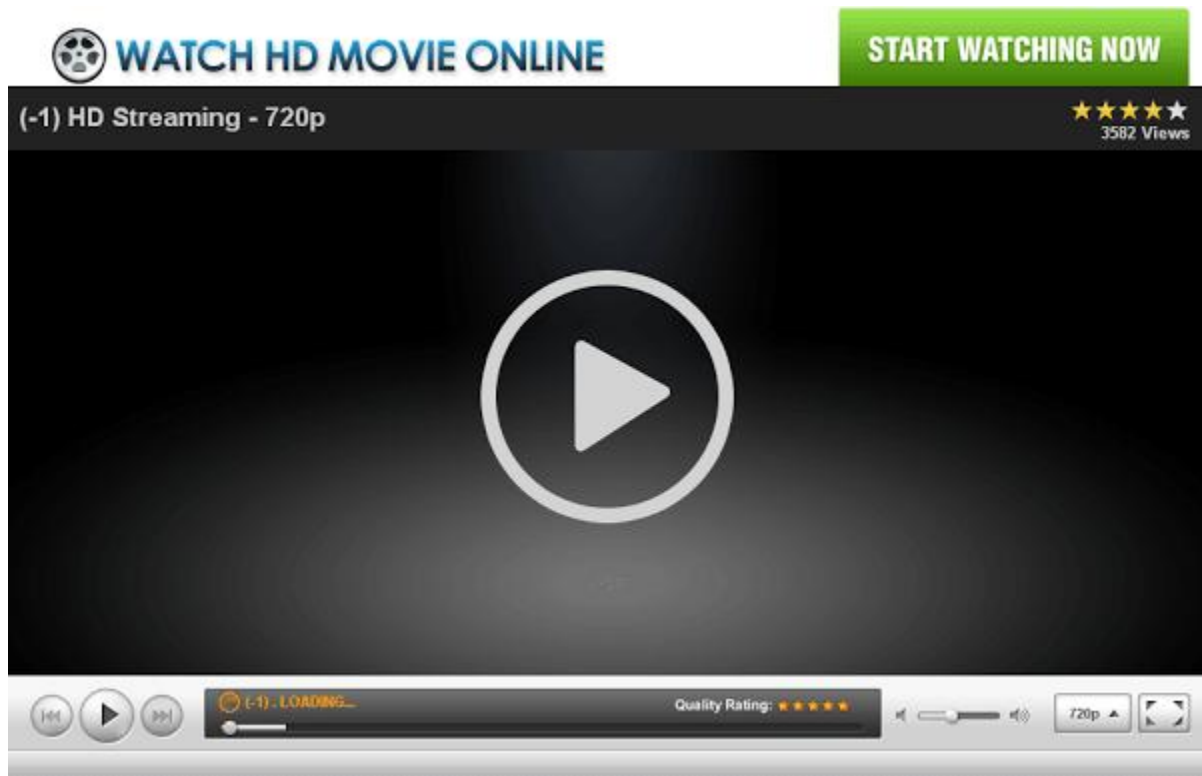 WATCH HD MOVIE ONLINE
START WATCHING NOW
(-1) HD Streaming - 720p
3582 Views
(-1) . LOADING...
Quality Rating:
720p